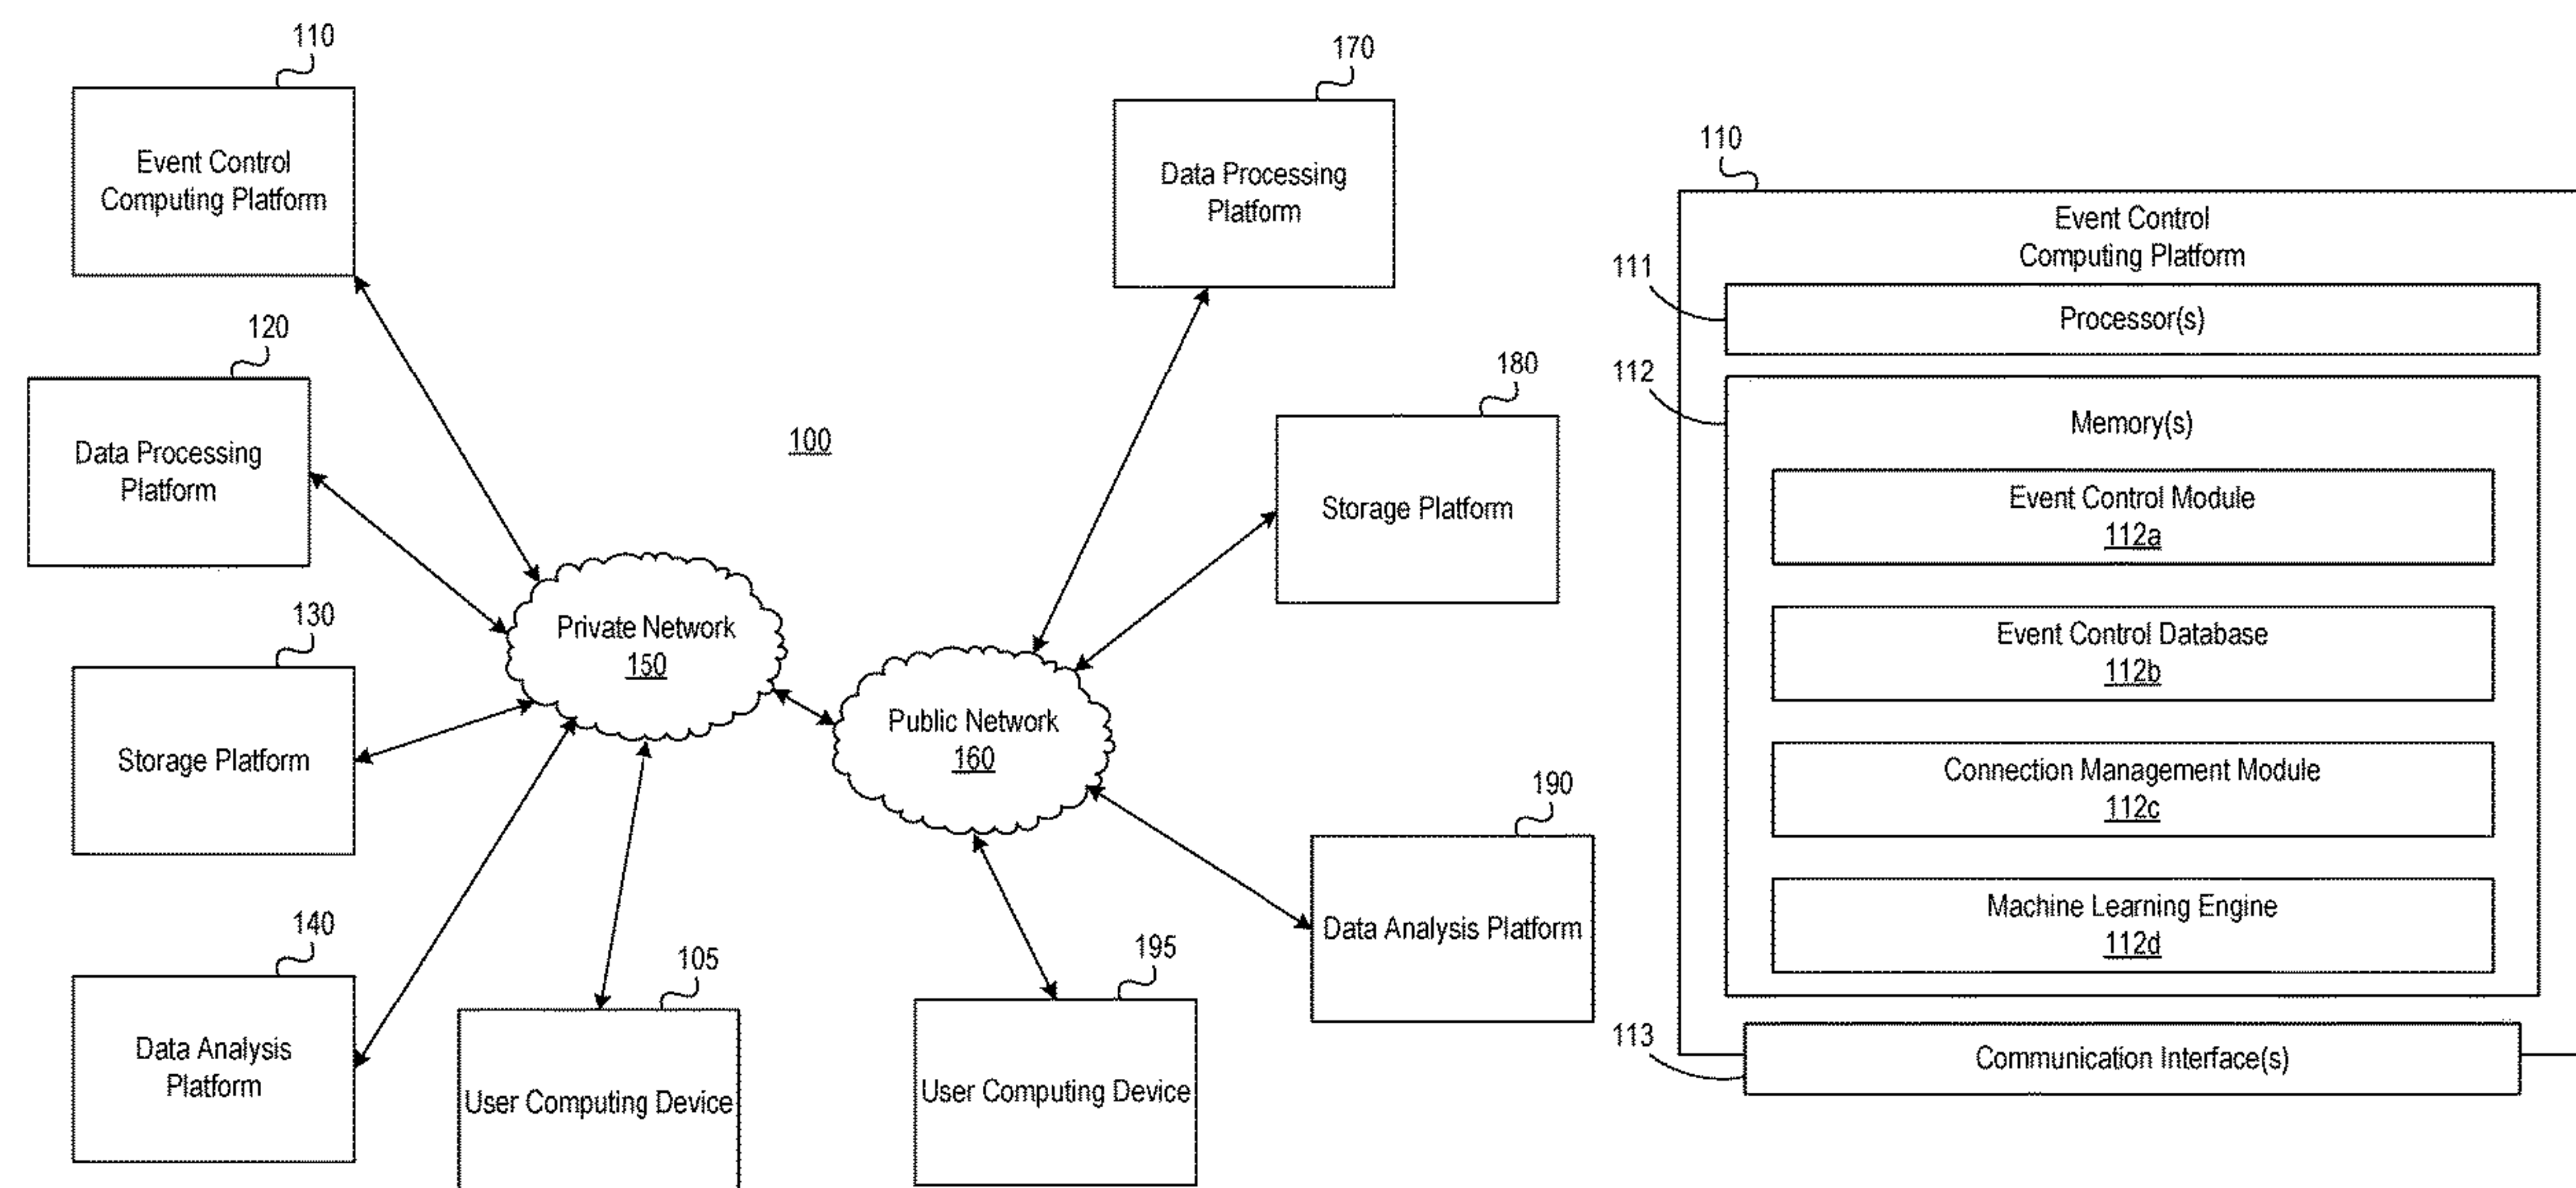 110
Event Control
Computing Platform
120
Data Processing
Platform
130
Storage Platform
140
Data Analysis
Platform
105
User Computing Device
100
Private Network
150
Public Network
160
170
Data Processing
Platform
180
Storage Platform
190
Data Analysis Platform
195
User Computing Device
110
Event Control
Computing Platform
111
Processor(s)
112
Memory(s)
Event Control Module
112a
Event Control Database
112b
Connection Management Module
112c
Machine Learning Engine
112d
113
Communication Interface(s)